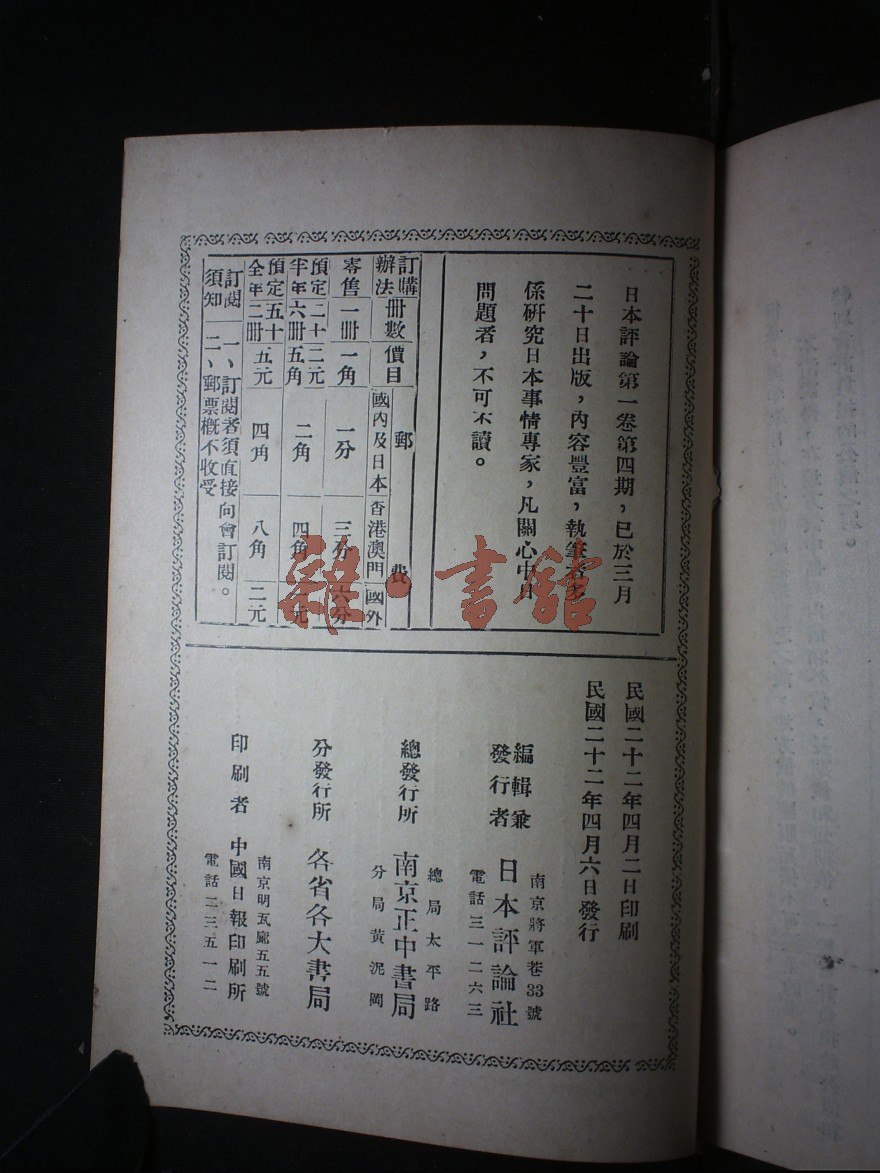 日本評論第一卷第四期，已於三月
二十日出版，內容豐富，執筆者多
係研究日本事情專家，凡關心中日
問題者，不可不讀。
訂購辦法 冊數 價目 郵費
國內及日本 香港澳門 國外
零售 一冊 一角 一分 三分 六分
預定半年 二十六冊 二元五角 二角 四角 一元
預定全年 五十二冊 五元 四角 八角 二元
訂閱須知
一、訂閱者須直接向會訂閱。
二、郵票概不收受
民國二十二年四月二日印刷
民國二十二年四月六日發行
編輯兼發行者
南京將軍巷33號
日本評論社
電話三一二六三
總發行所
總局太平路
南京正中書局
分局黃泥岡
分發行所 各省各大書局
南京明瓦廊五五號
印刷者 中國日報印刷所
電話二三五一二
雜·書館